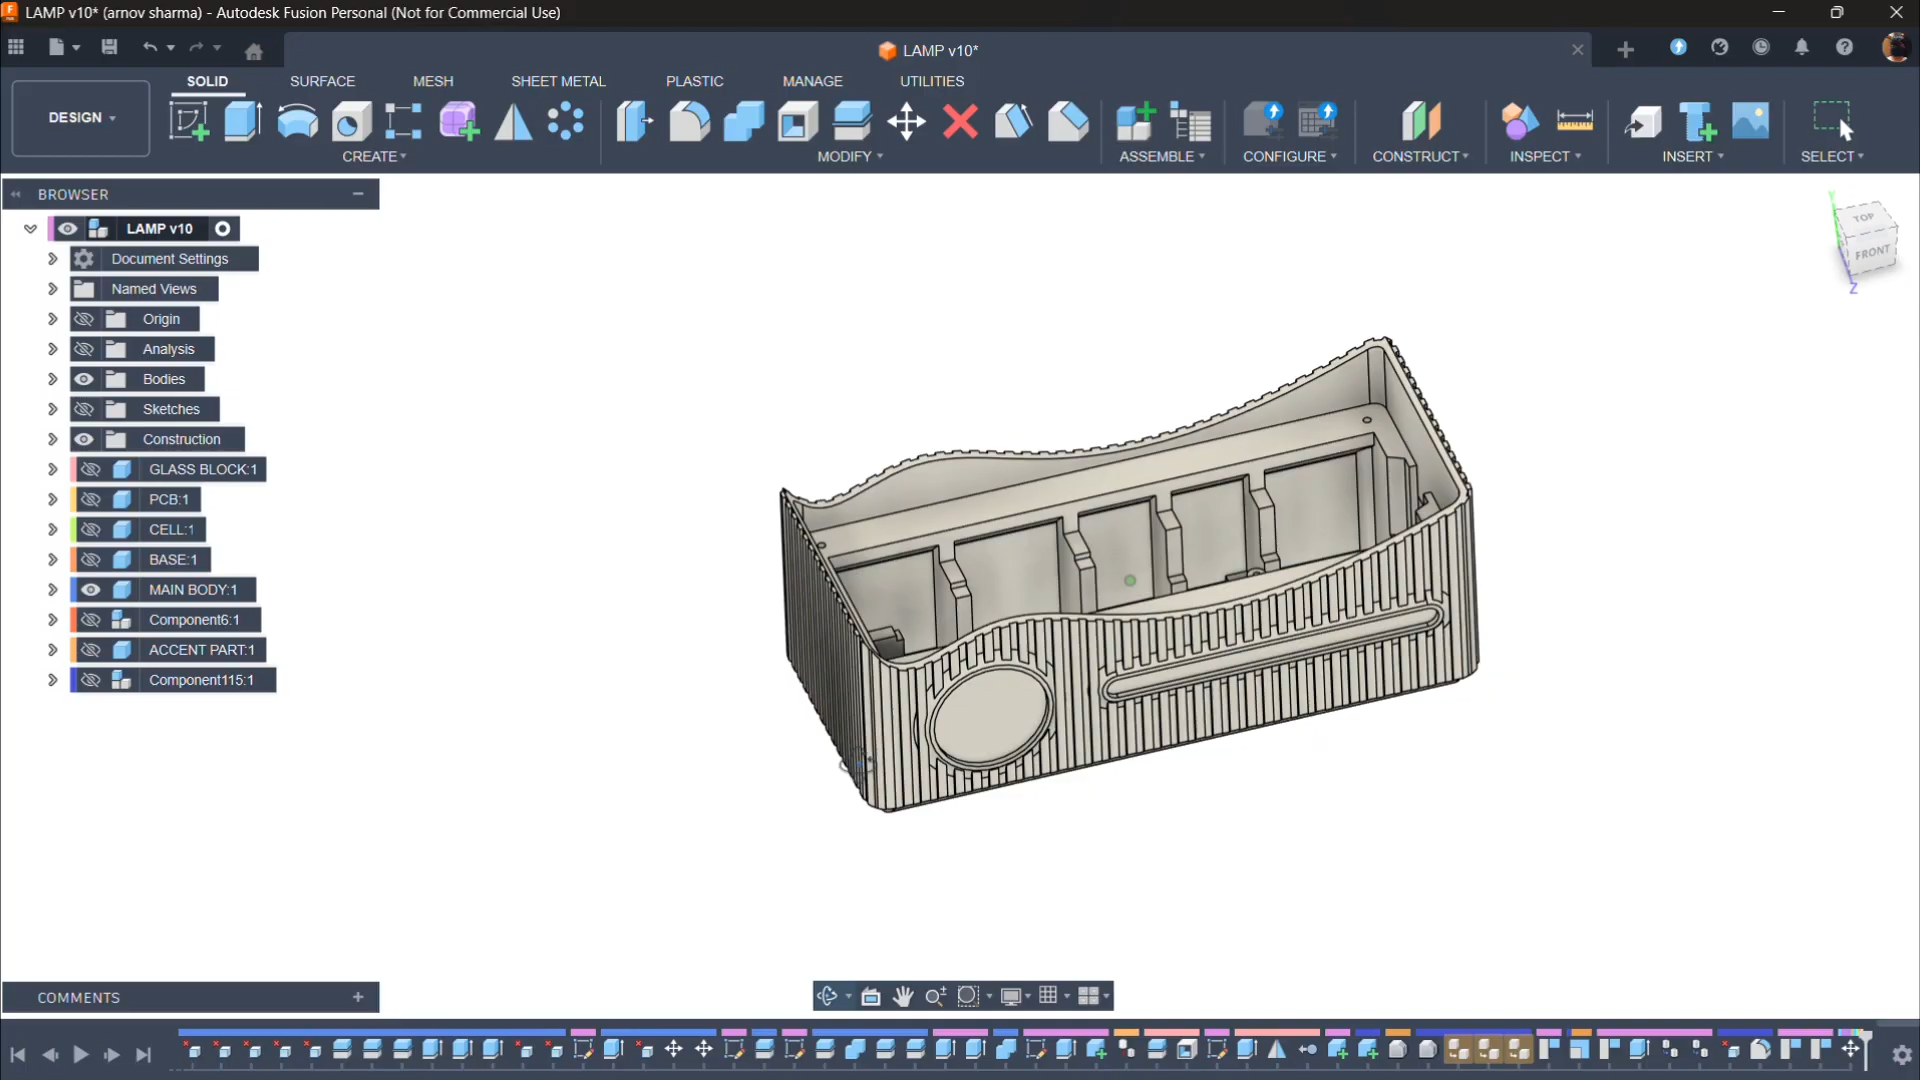 LAMP v10* (arnov sharma) - Autodesk Fusion Personal (Not for Commercial Use)
LAMP v10*
SOLID SURFACE MESH SHEET METAL PLASTIC MANAGE UTILITIES
DESIGN
CREATE MODIFY ASSEMBLE CONFIGURE CONSTRUCT INSPECT INSERT SELECT
BROWSER
LAMP v10
Document Settings
Named Views
Origin
Analysis
Bodies
Sketches
Construction
GLASS BLOCK:1
PCB:1
CELL:1
BASE:1
MAIN BODY:1
Component6:1
ACCENT PART:1
Component115:1
Y
TOP
FRONT
Z
COMMENTS